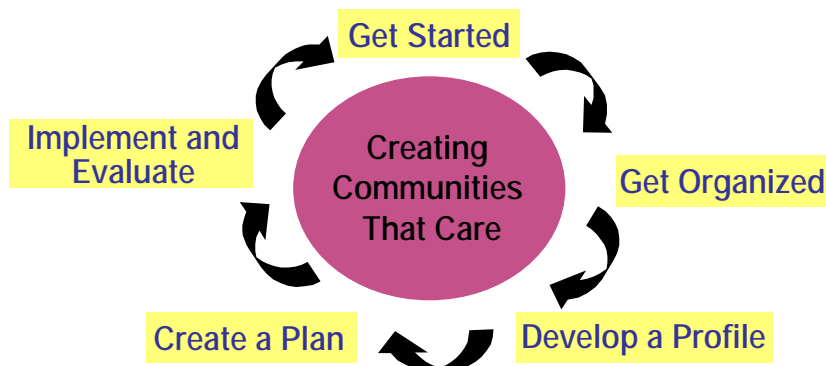 Get Started
Implement and
Evaluate
Creating
Communities
That Care
Get Organized
Create a Plan
Develop a Profile